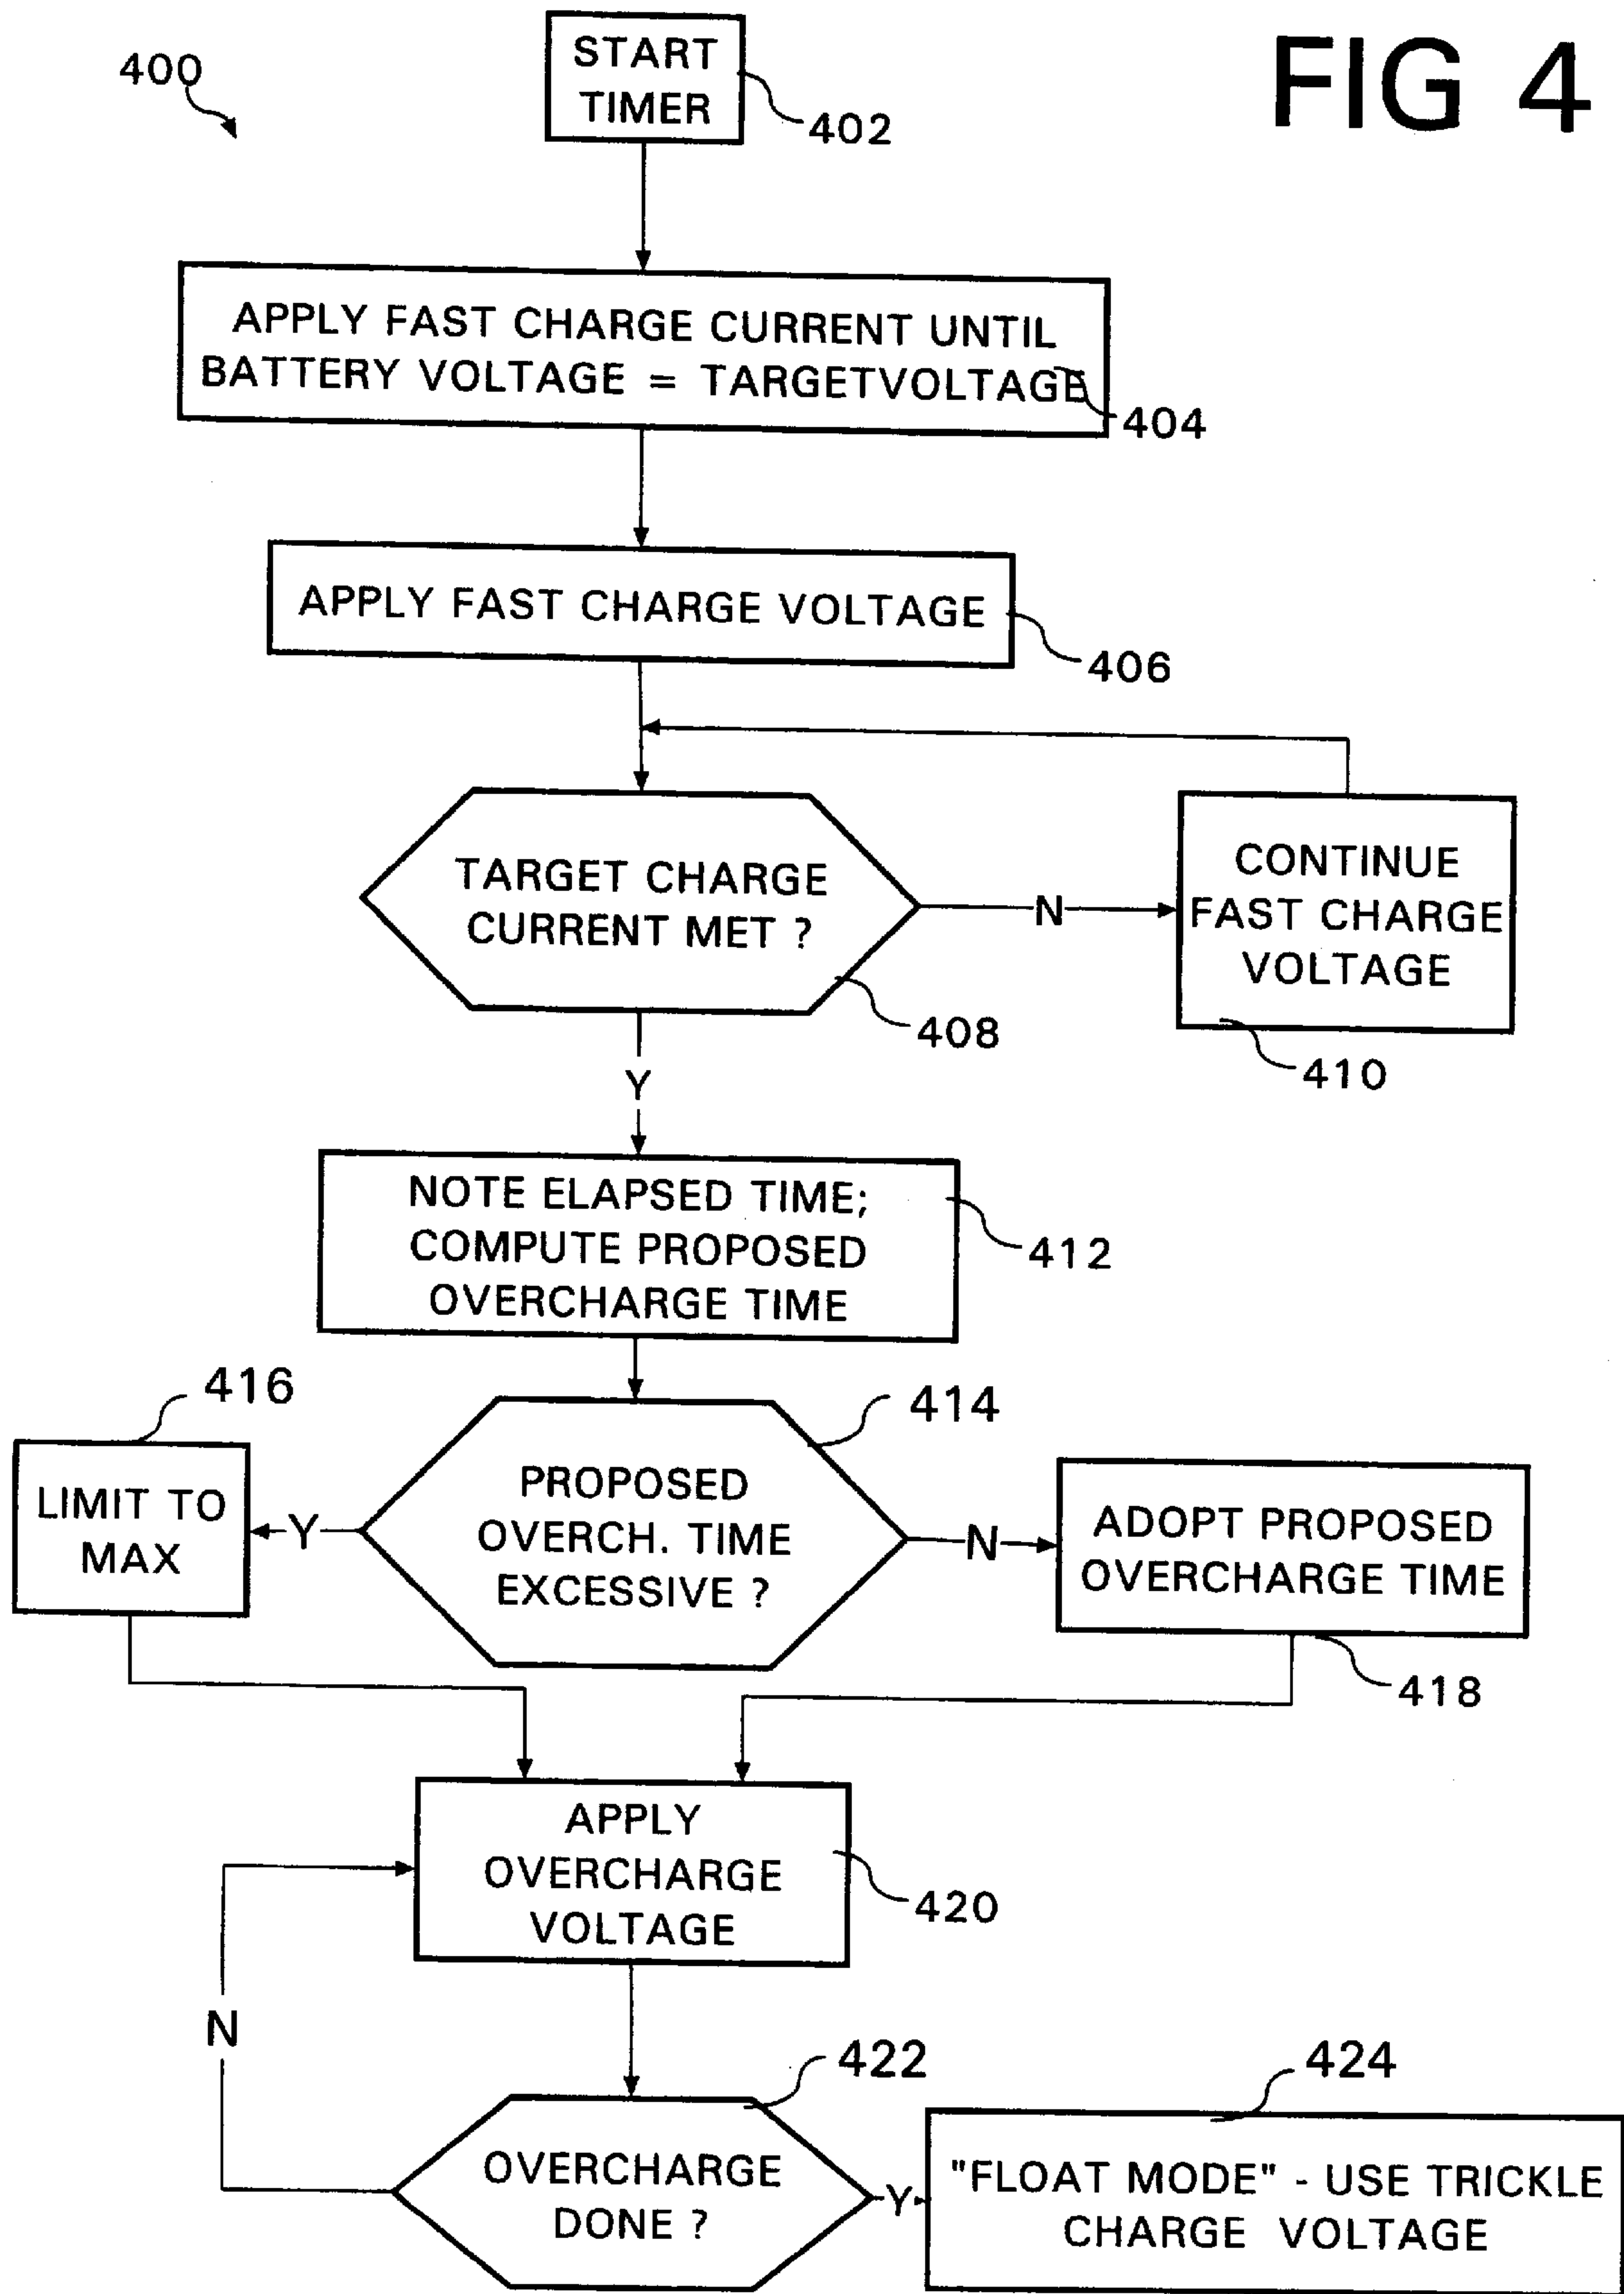 FIG 4
400
START
TIMER
402
APPLY FAST CHARGE CURRENT UNTIL
BATTERY VOLTAGE = TARGETVOLTAGE
404
APPLY FAST CHARGE VOLTAGE
406
TARGET CHARGE
CURRENT MET ?
408
N
CONTINUE
FAST CHARGE
VOLTAGE
410
Y
NOTE ELAPSED TIME;
COMPUTE PROPOSED
OVERCHARGE TIME
412
414
PROPOSED
OVERCH. TIME
EXCESSIVE ?
Y
416
LIMIT TO
MAX
N
ADOPT PROPOSED
OVERCHARGE TIME
418
APPLY
OVERCHARGE
VOLTAGE
420
N
422
OVERCHARGE
DONE ?
Y
424
"FLOAT MODE" - USE TRICKLE
CHARGE VOLTAGE